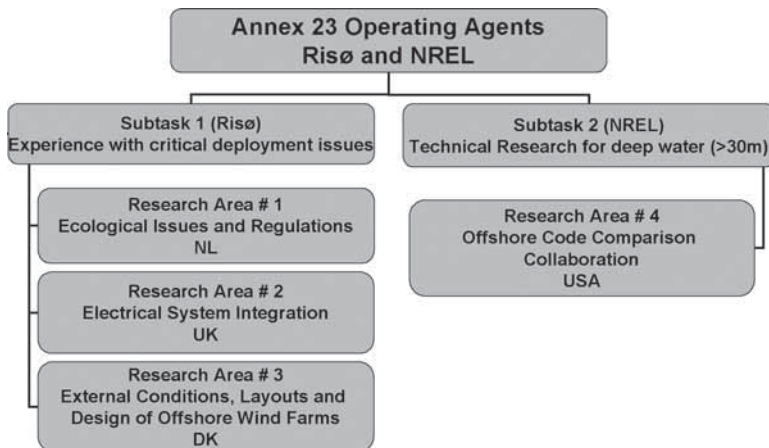 Annex 23 Operating Agents
Risø and NREL
Subtask 1 (Risø)
Experience with critical deployment issues
Subtask 2 (NREL)
Technical Research for deep water (>30m)
Research Area # 1
Ecological Issues and Regulations
NL
Research Area # 2
Electrical System Integration
UK
Research Area # 3
External Conditions, Layouts and
Design of Offshore Wind Farms
DK
Research Area # 4
Offshore Code Comparison
Collaboration
USA